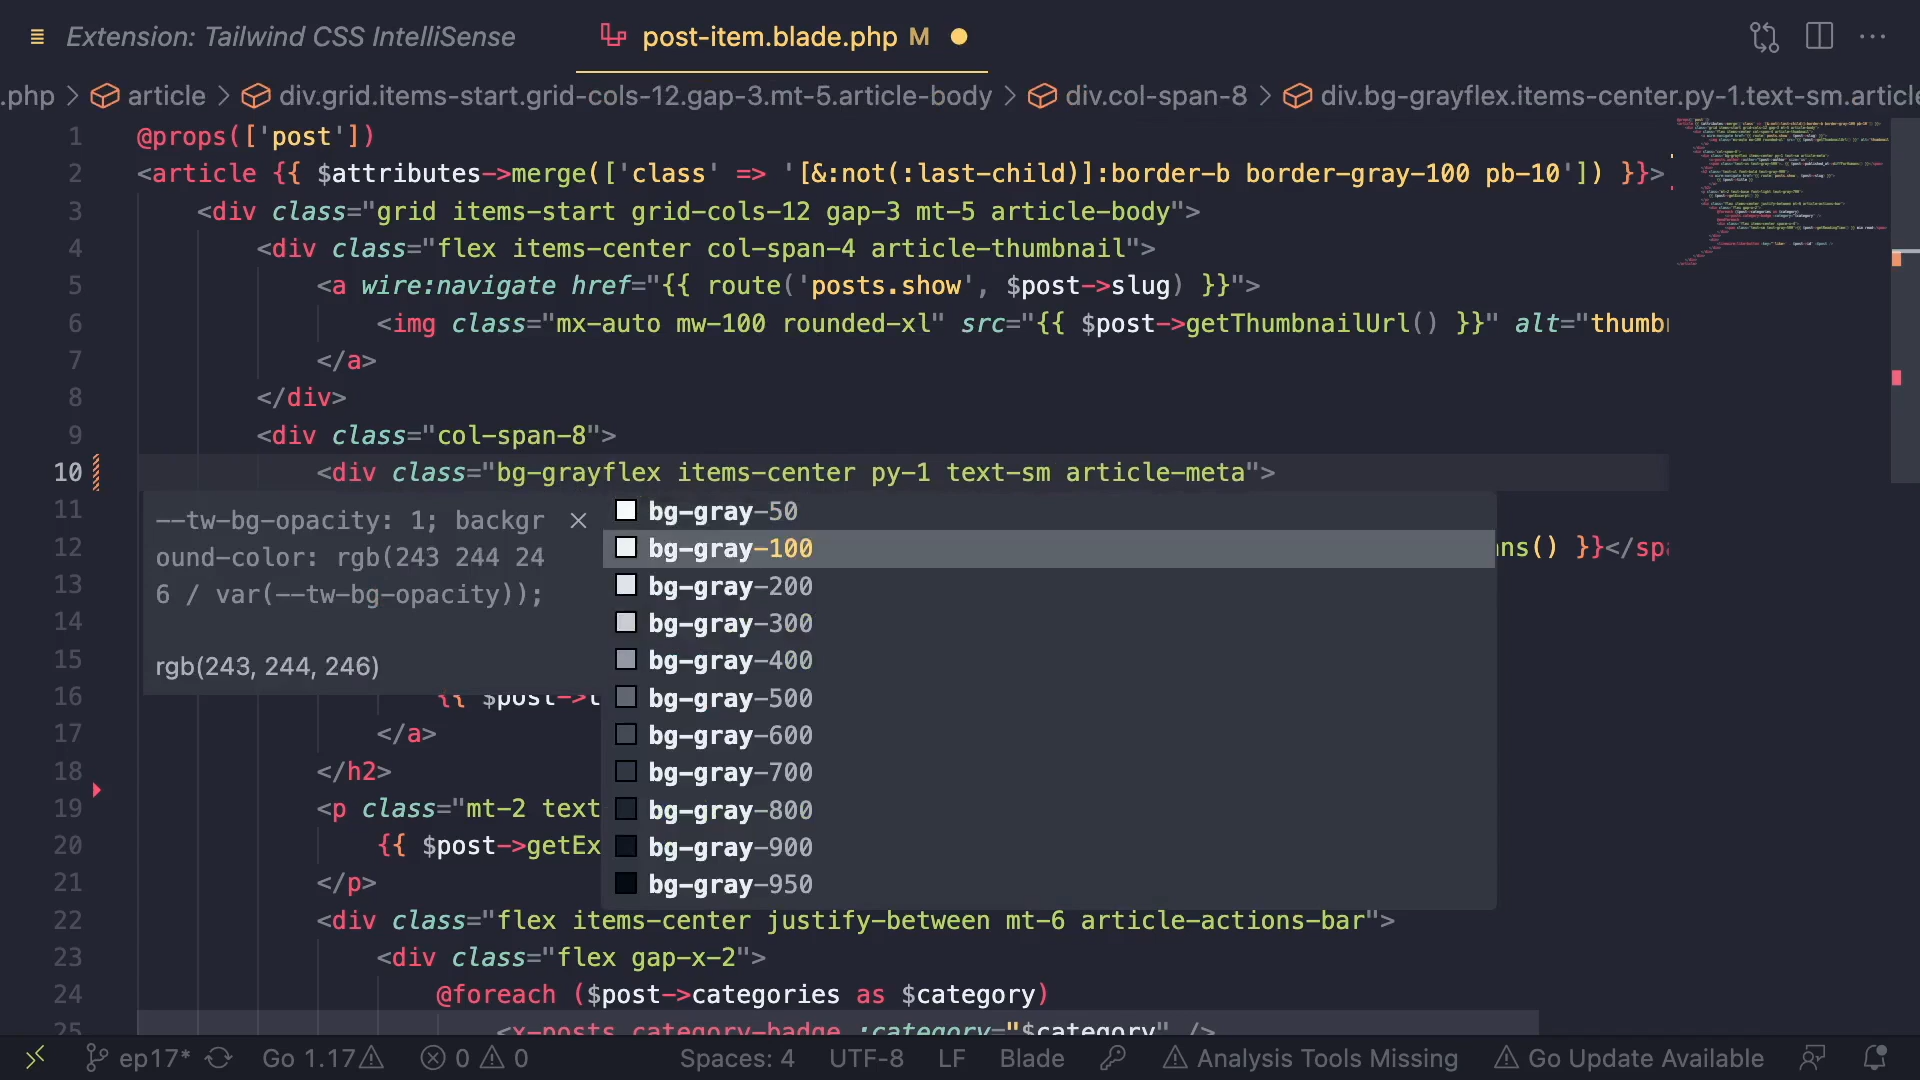 Extension: Tailwind CSS IntelliSense
post-item.blade.php M
.php > article > div.grid.items-start.grid-cols-12.gap-3.mt-5.article-body > div.col-span-8 > div.bg-grayflex.items-center.py-1.text-sm.article
1 @props(['post'])
2 <article {{ $attributes->merge(['class' => '[&:not(:last-child)]:border-b border-gray-100 pb-10']) }}>
3 <div class="grid items-start grid-cols-12 gap-3 mt-5 article-body">
4 <div class="flex items-center col-span-4 article-thumbnail">
5 <a wire:navigate href="{{ route('posts.show', $post->slug) }}">
6 <img class="mx-auto mw-100 rounded-xl" src="{{ $post->getThumbnailUrl() }}" alt="thumb
7 </a>
8 </div>
9 <div class="col-span-8">
10 <div class="bg-grayflex items-center py-1 text-sm article-meta">
11
12 ns() }}</spa
13
14
15
16 {{ $post->t
17 </a>
18 </h2>
19 <p class="mt-2 text
20 {{ $post->getEx
21 </p>
22 <div class="flex items-center justify-between mt-6 article-actions-bar">
23 <div class="flex gap-x-2">
24 @foreach ($post->categories as $category)
25 <x-posts.category-badge :category="$category" />
--tw-bg-opacity: 1; backgr
ound-color: rgb(243 244 24
6 / var(--tw-bg-opacity));
rgb(243, 244, 246)
bg-gray-50
bg-gray-100
bg-gray-200
bg-gray-300
bg-gray-400
bg-gray-500
bg-gray-600
bg-gray-700
bg-gray-800
bg-gray-900
bg-gray-950
ep17* Go 1.17 0 0 Spaces: 4 UTF-8 LF Blade Analysis Tools Missing Go Update Available